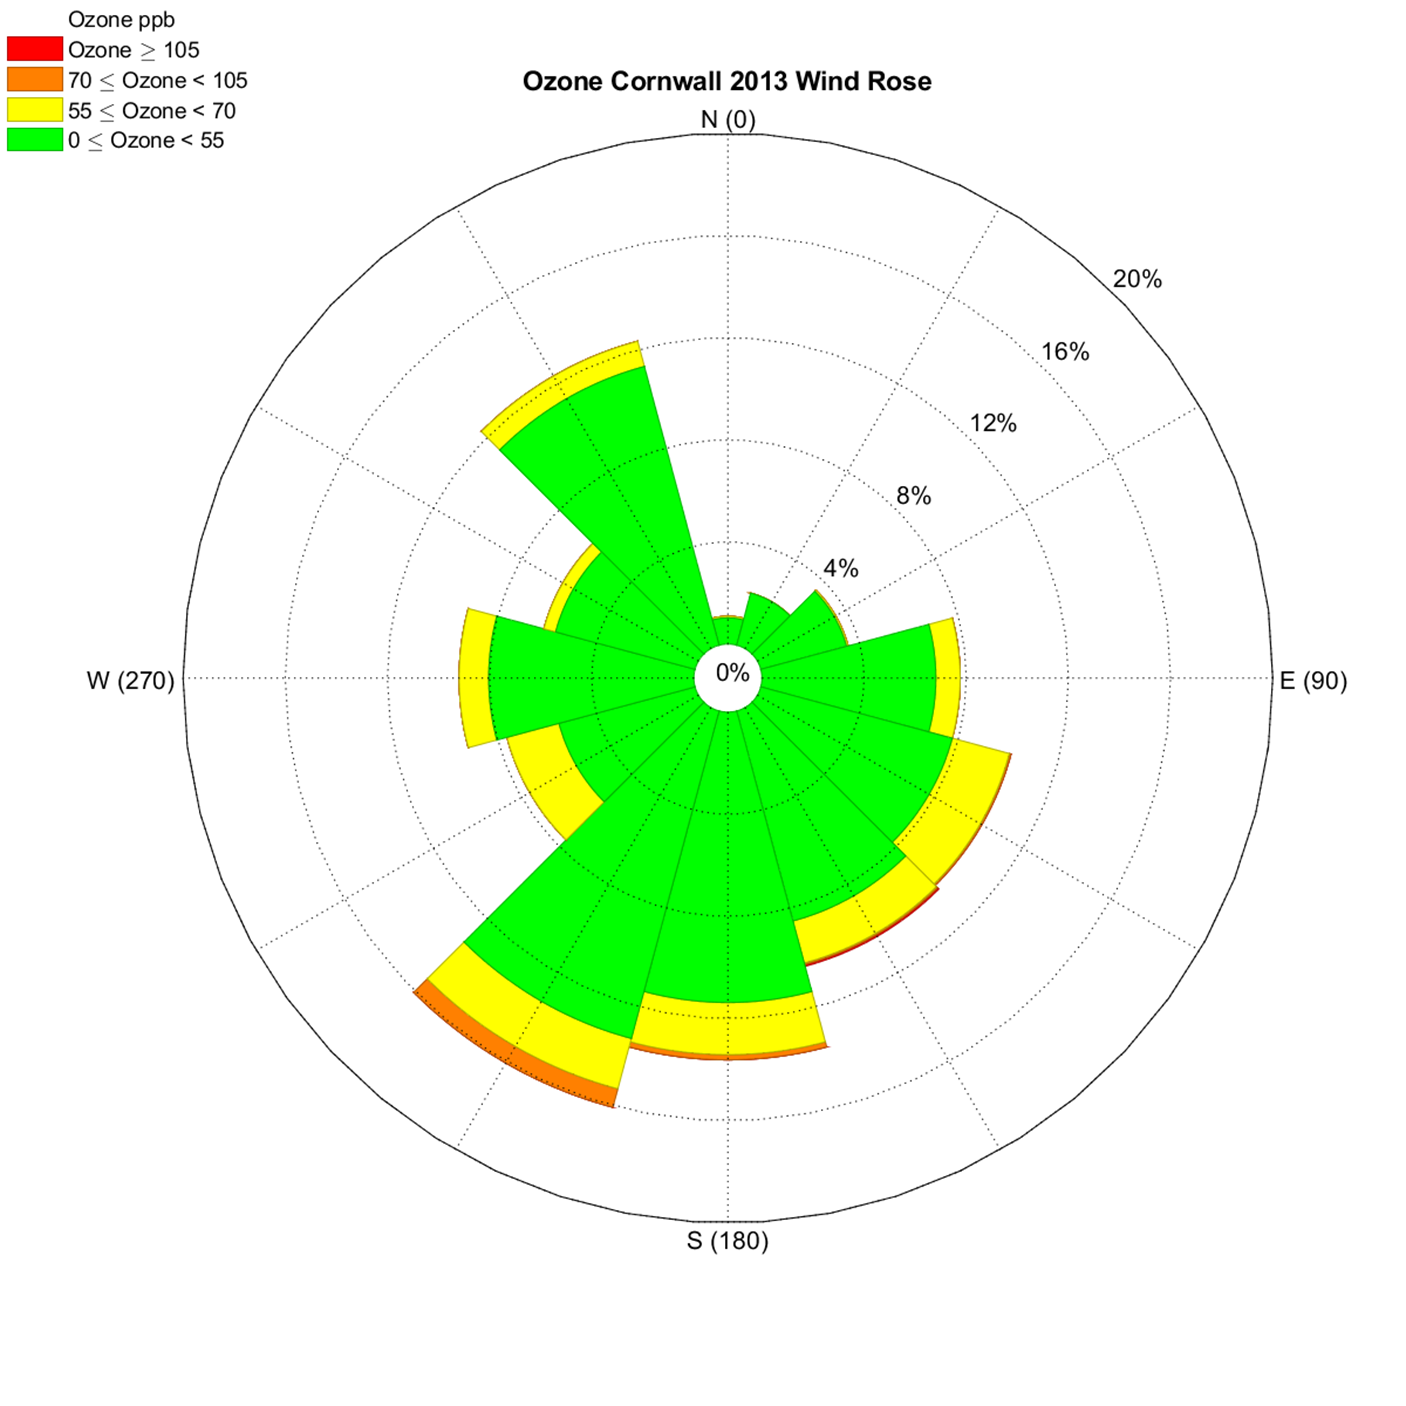 Ozone ppb
Ozone ≥ 105
70 ≤ Ozone < 105
55 ≤ Ozone < 70
0 ≤ Ozone < 55
Ozone Cornwall 2013 Wind Rose
N (0)
20%
16%
12%
8%
4%
0%
W (270)
E (90)
S (180)